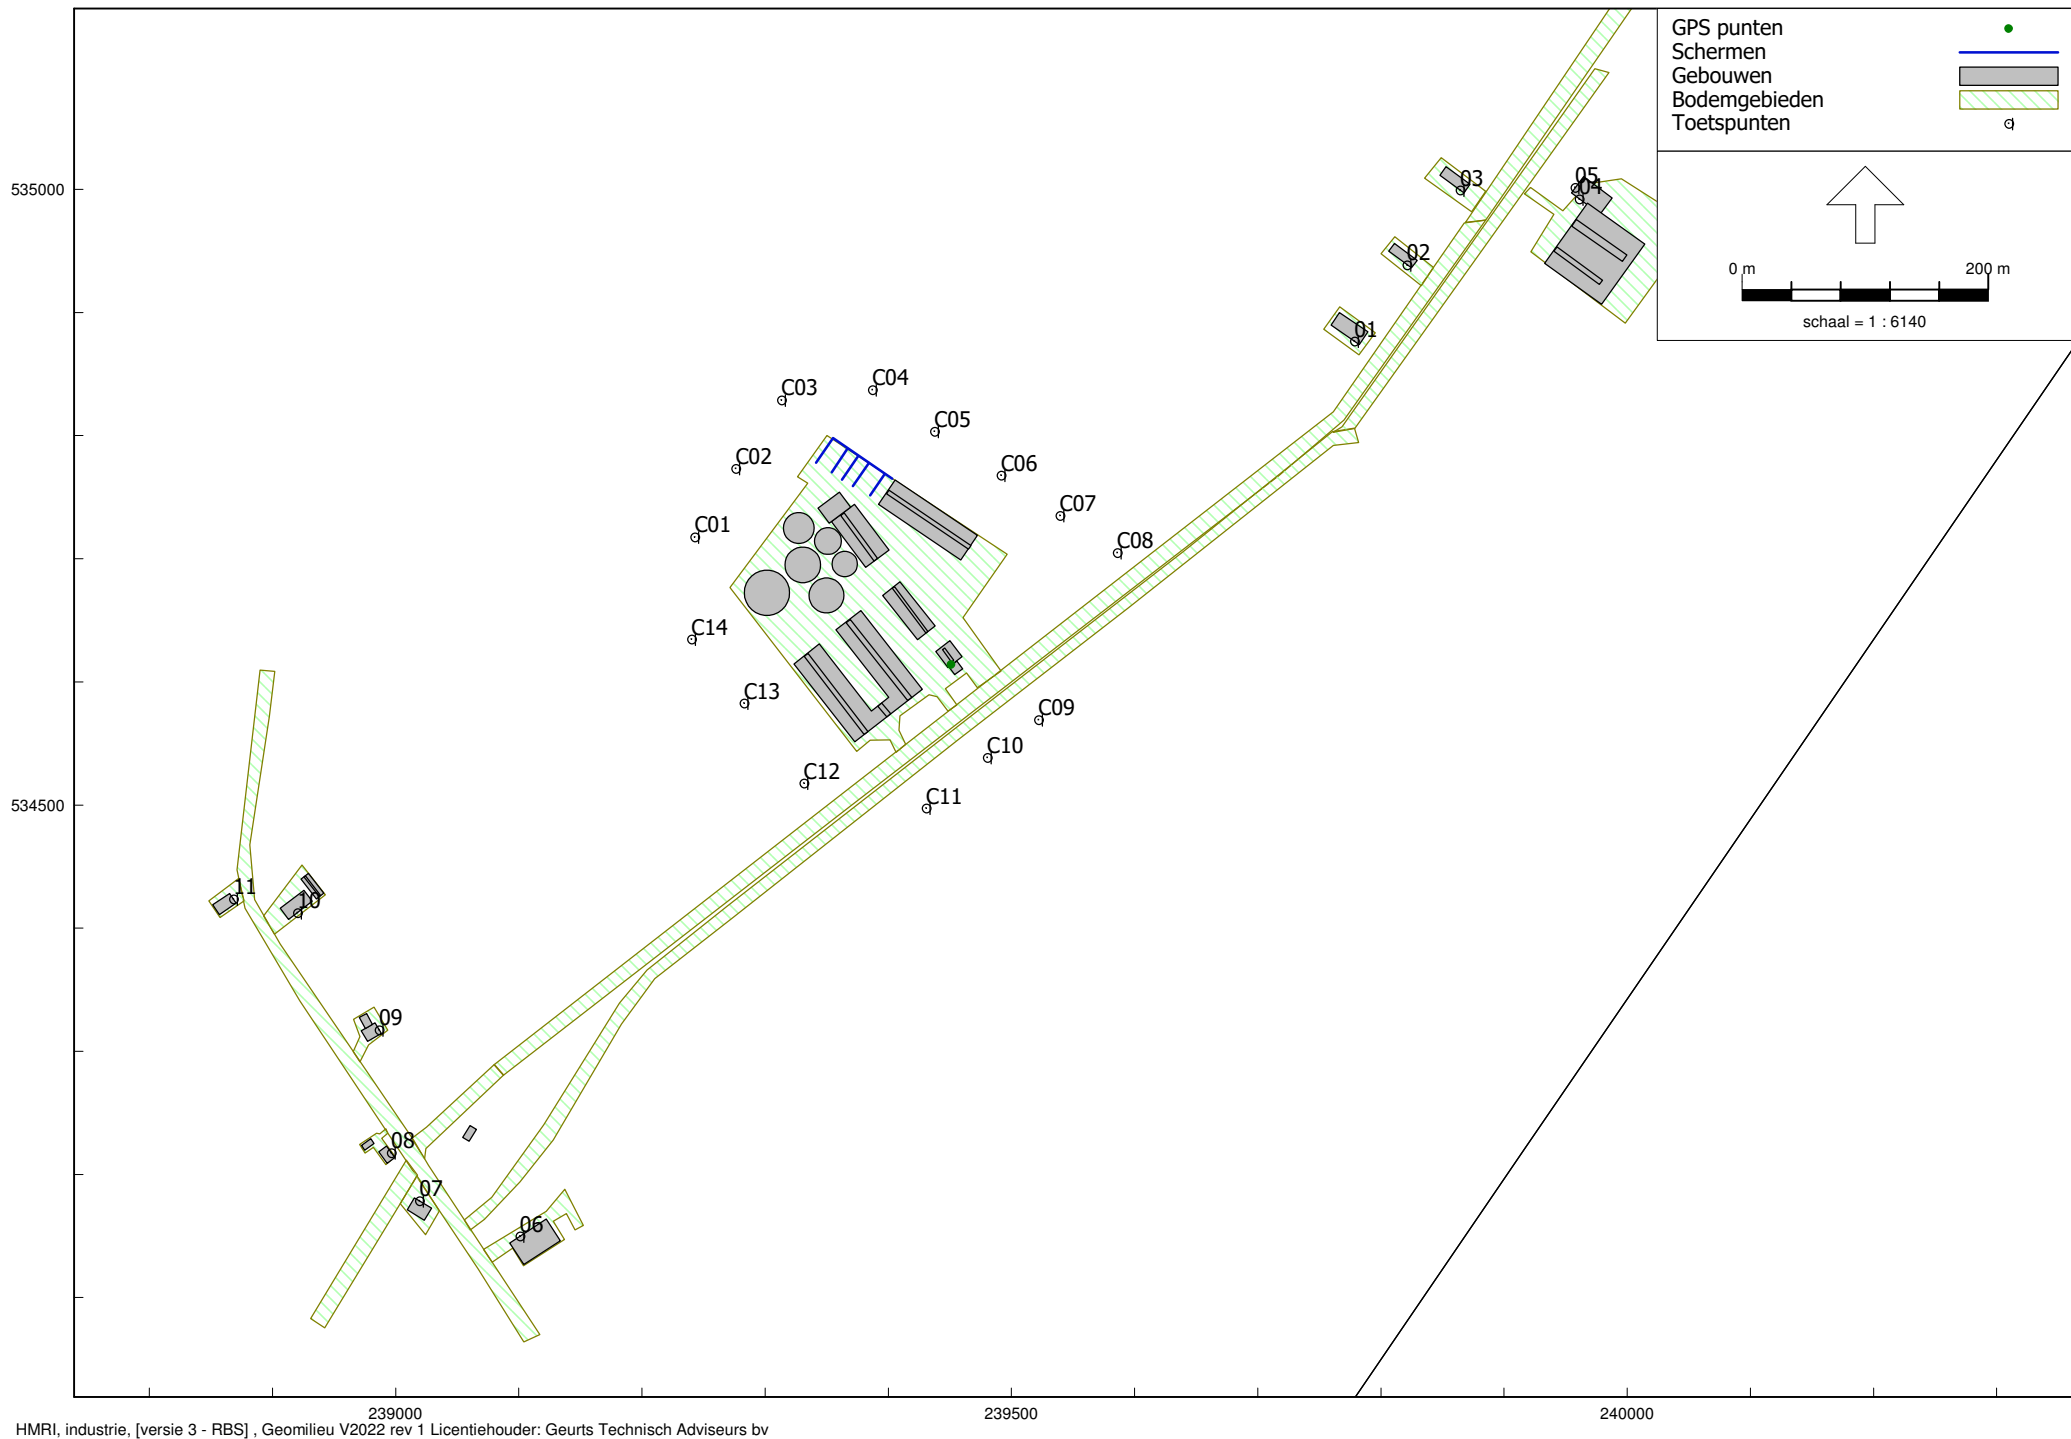 GPS punten
Schermen
Gebouwen
Bodemgebieden
Toetspunten
0 m
200 m
schaal = 1 : 6140
535000
534500
239000
239500
240000
05
04
03
02
01
C04
C03
C05
C02
C06
C07
C01
C08
C14
C13
C09
C10
C12
C11
11
10
09
08
07
06
HMRI, industrie, [versie 3 - RBS] , Geomilieu V2022 rev 1 Licentiehouder: Geurts Technisch Adviseurs bv